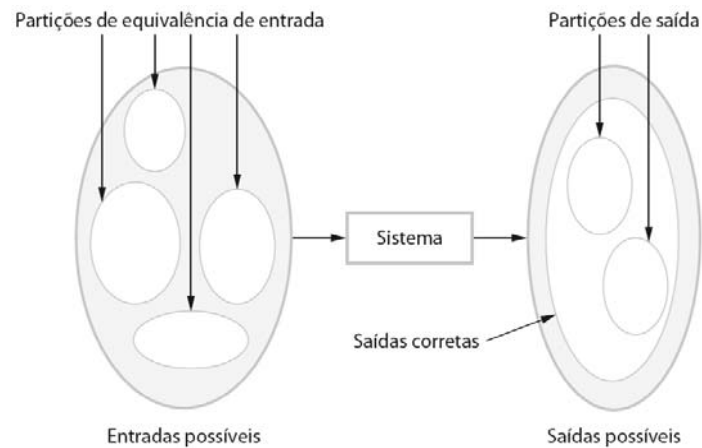 Partições de equivalência de entrada
Partições de saída
Sistema
Saídas corretas
Entradas possíveis
Saídas possíveis